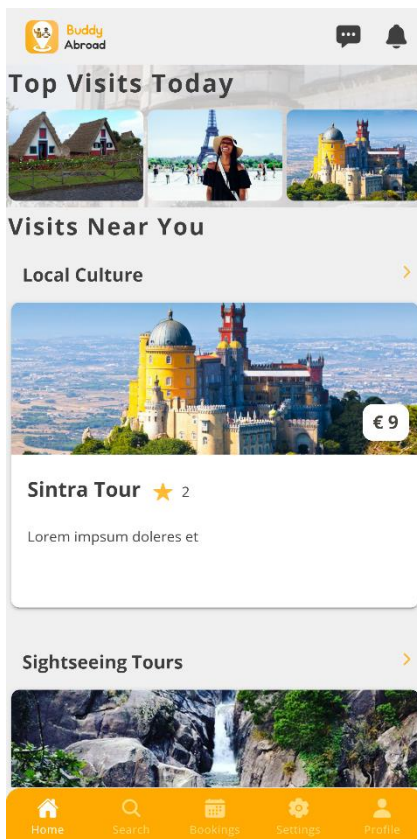 Buddy
Abroad
Top Visits Today
Visits Near You
Local Culture
€ 9
Sintra Tour 2
Lorem impsum doleres et
Sightseeing Tours
Home Search Bookings Settings Profile